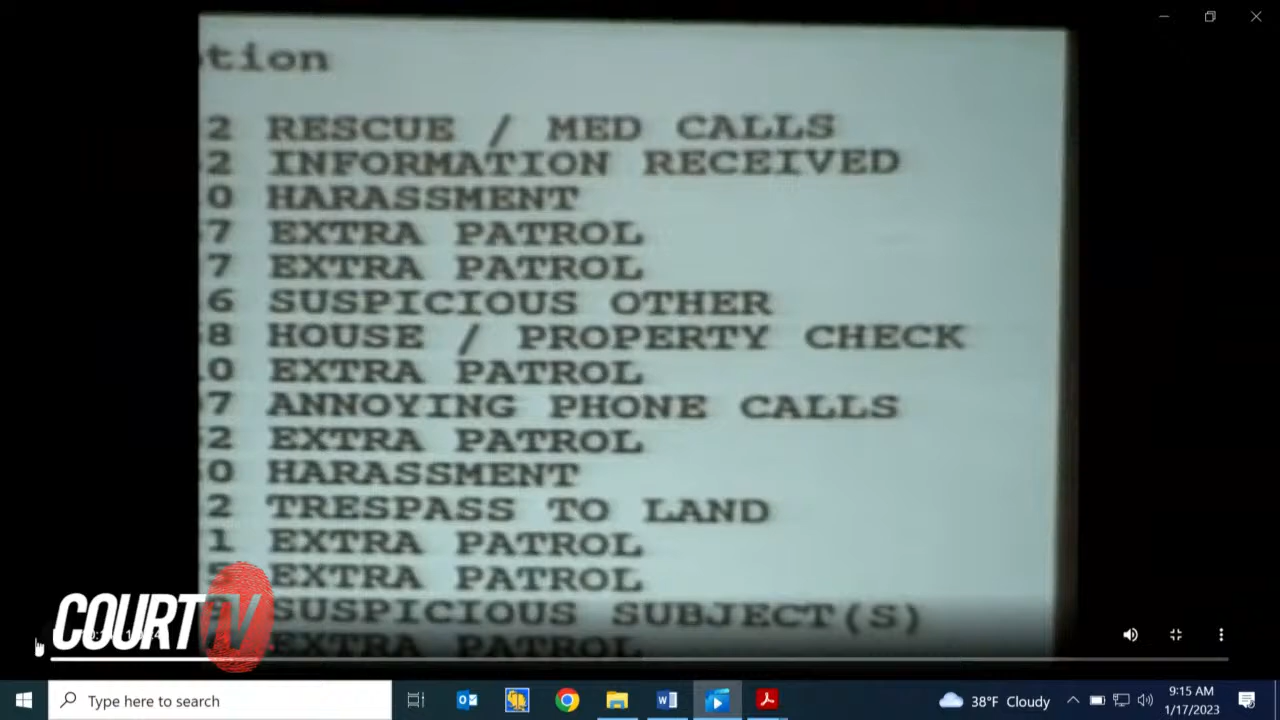 tion
2 RESCUE / MED CALLS
2 INFORMATION RECEIVED
0 HARASSMENT
7 EXTRA PATROL
7 EXTRA PATROL
6 SUSPICIOUS OTHER
8 HOUSE / PROPERTY CHECK
0 EXTRA PATROL
7 ANNOYING PHONE CALLS
2 EXTRA PATROL
0 HARASSMENT
2 TRESPASS TO LAND
1 EXTRA PATROL
5 EXTRA PATROL
SUSPICIOUS SUBJECT(S)
EXTRA PATROL
COURT TV
Type here to search
38°F Cloudy
9:15 AM
1/17/2023